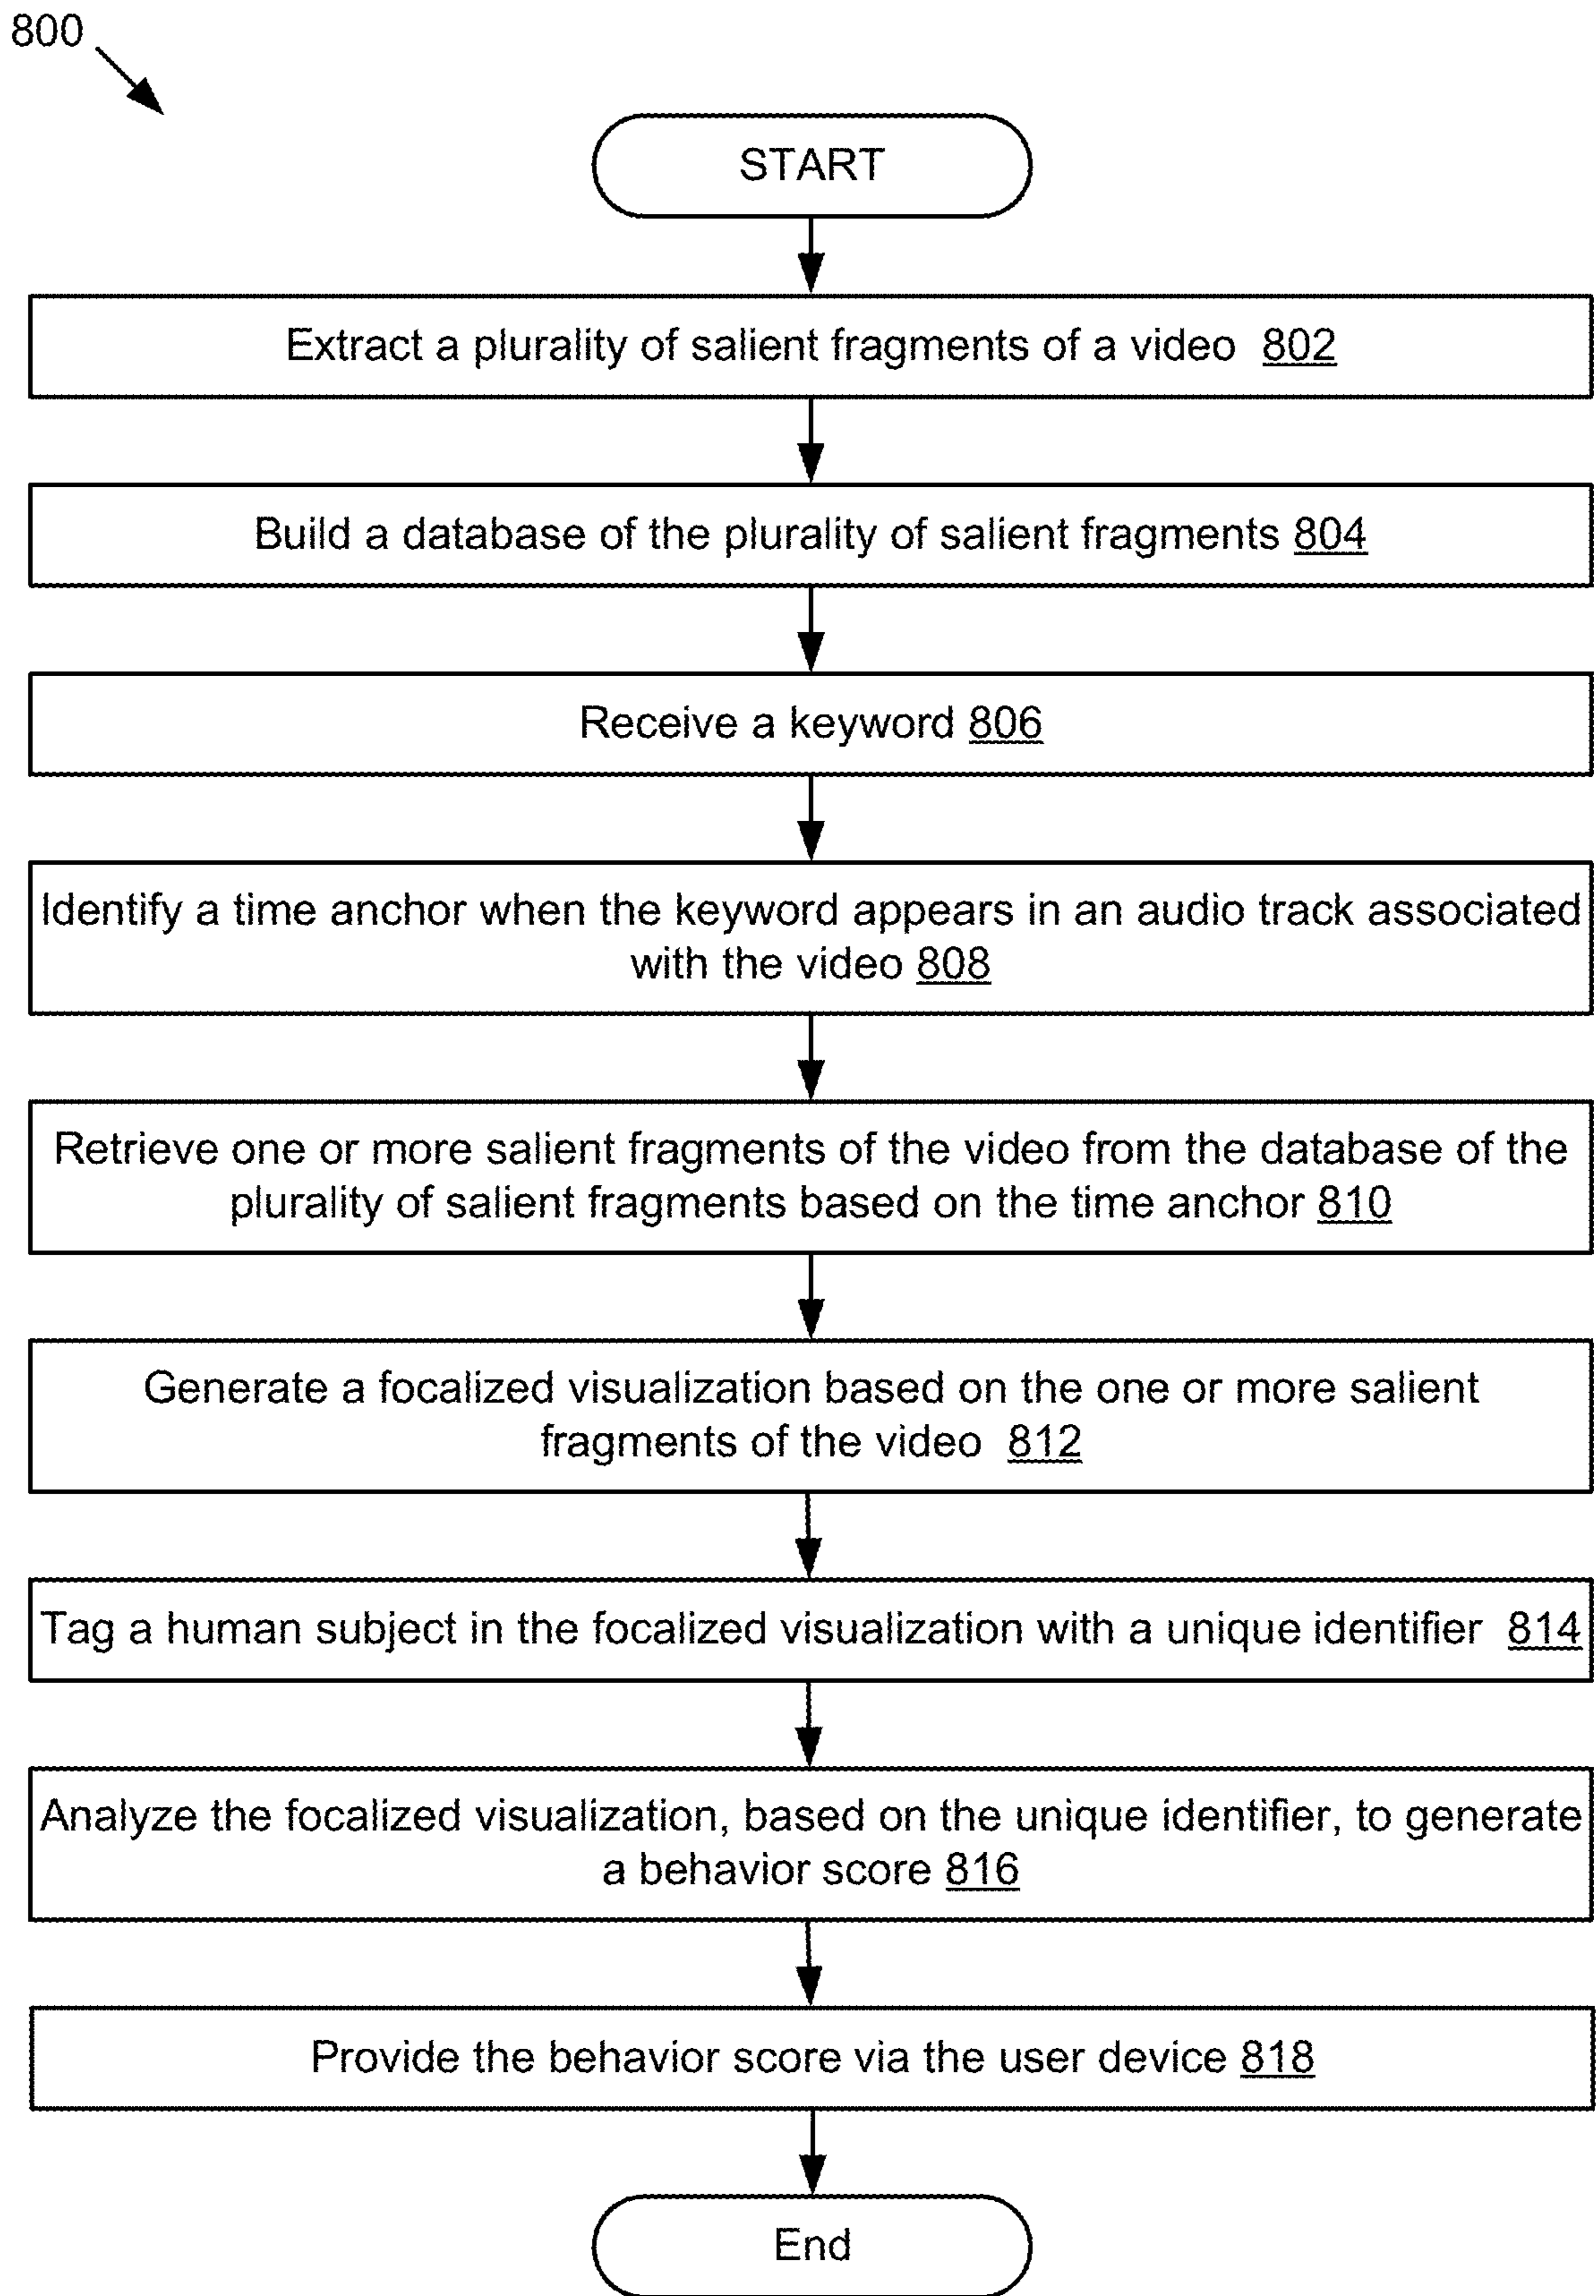 800
START
Extract a plurality of salient fragments of a video 802
Build a database of the plurality of salient fragments 804
Receive a keyword 806
Identify a time anchor when the keyword appears in an audio track associated
with the video 808
Retrieve one or more salient fragments of the video from the database of the
plurality of salient fragments based on the time anchor 810
Generate a focalized visualization based on the one or more salient
fragments of the video 812
Tag a human subject in the focalized visualization with a unique identifier 814
Analyze the focalized visualization, based on the unique identifier, to generate
a behavior score 816
Provide the behavior score via the user device 818
End